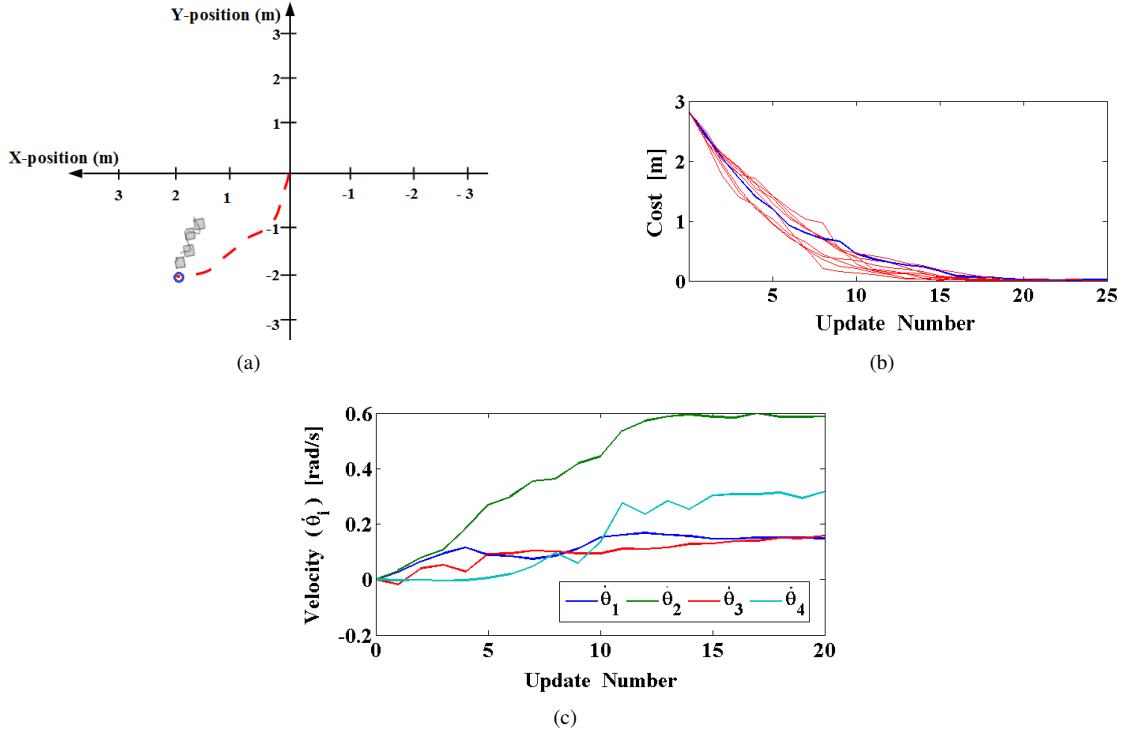 Y-position (m)
3
2
1
X-position (m)
3 2 1 -1 -2 - 3
-1
-2
-3
(a)
Cost [m]
3
2
1
0
5 10 15 20 25
Update Number
(b)
Velocity (θ̇i) [rad/s]
0.6
0.4
0.2
0
-0.2
θ̇1 θ̇2 θ̇3 θ̇4
0 5 10 15 20
Update Number
(c)